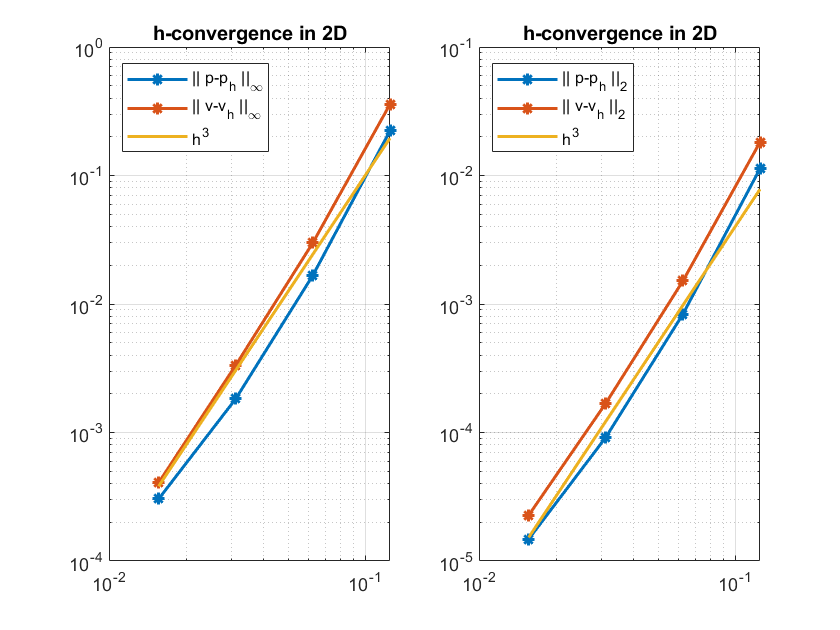 h-convergence in 2D
|| p-p_h ||_∞
|| v-v_h ||_∞
h^3
10^0
10^-1
10^-2
10^-3
10^-4
10^-2
10^-1
h-convergence in 2D
|| p-p_h ||_2
|| v-v_h ||_2
h^3
10^-1
10^-2
10^-3
10^-4
10^-5
10^-2
10^-1